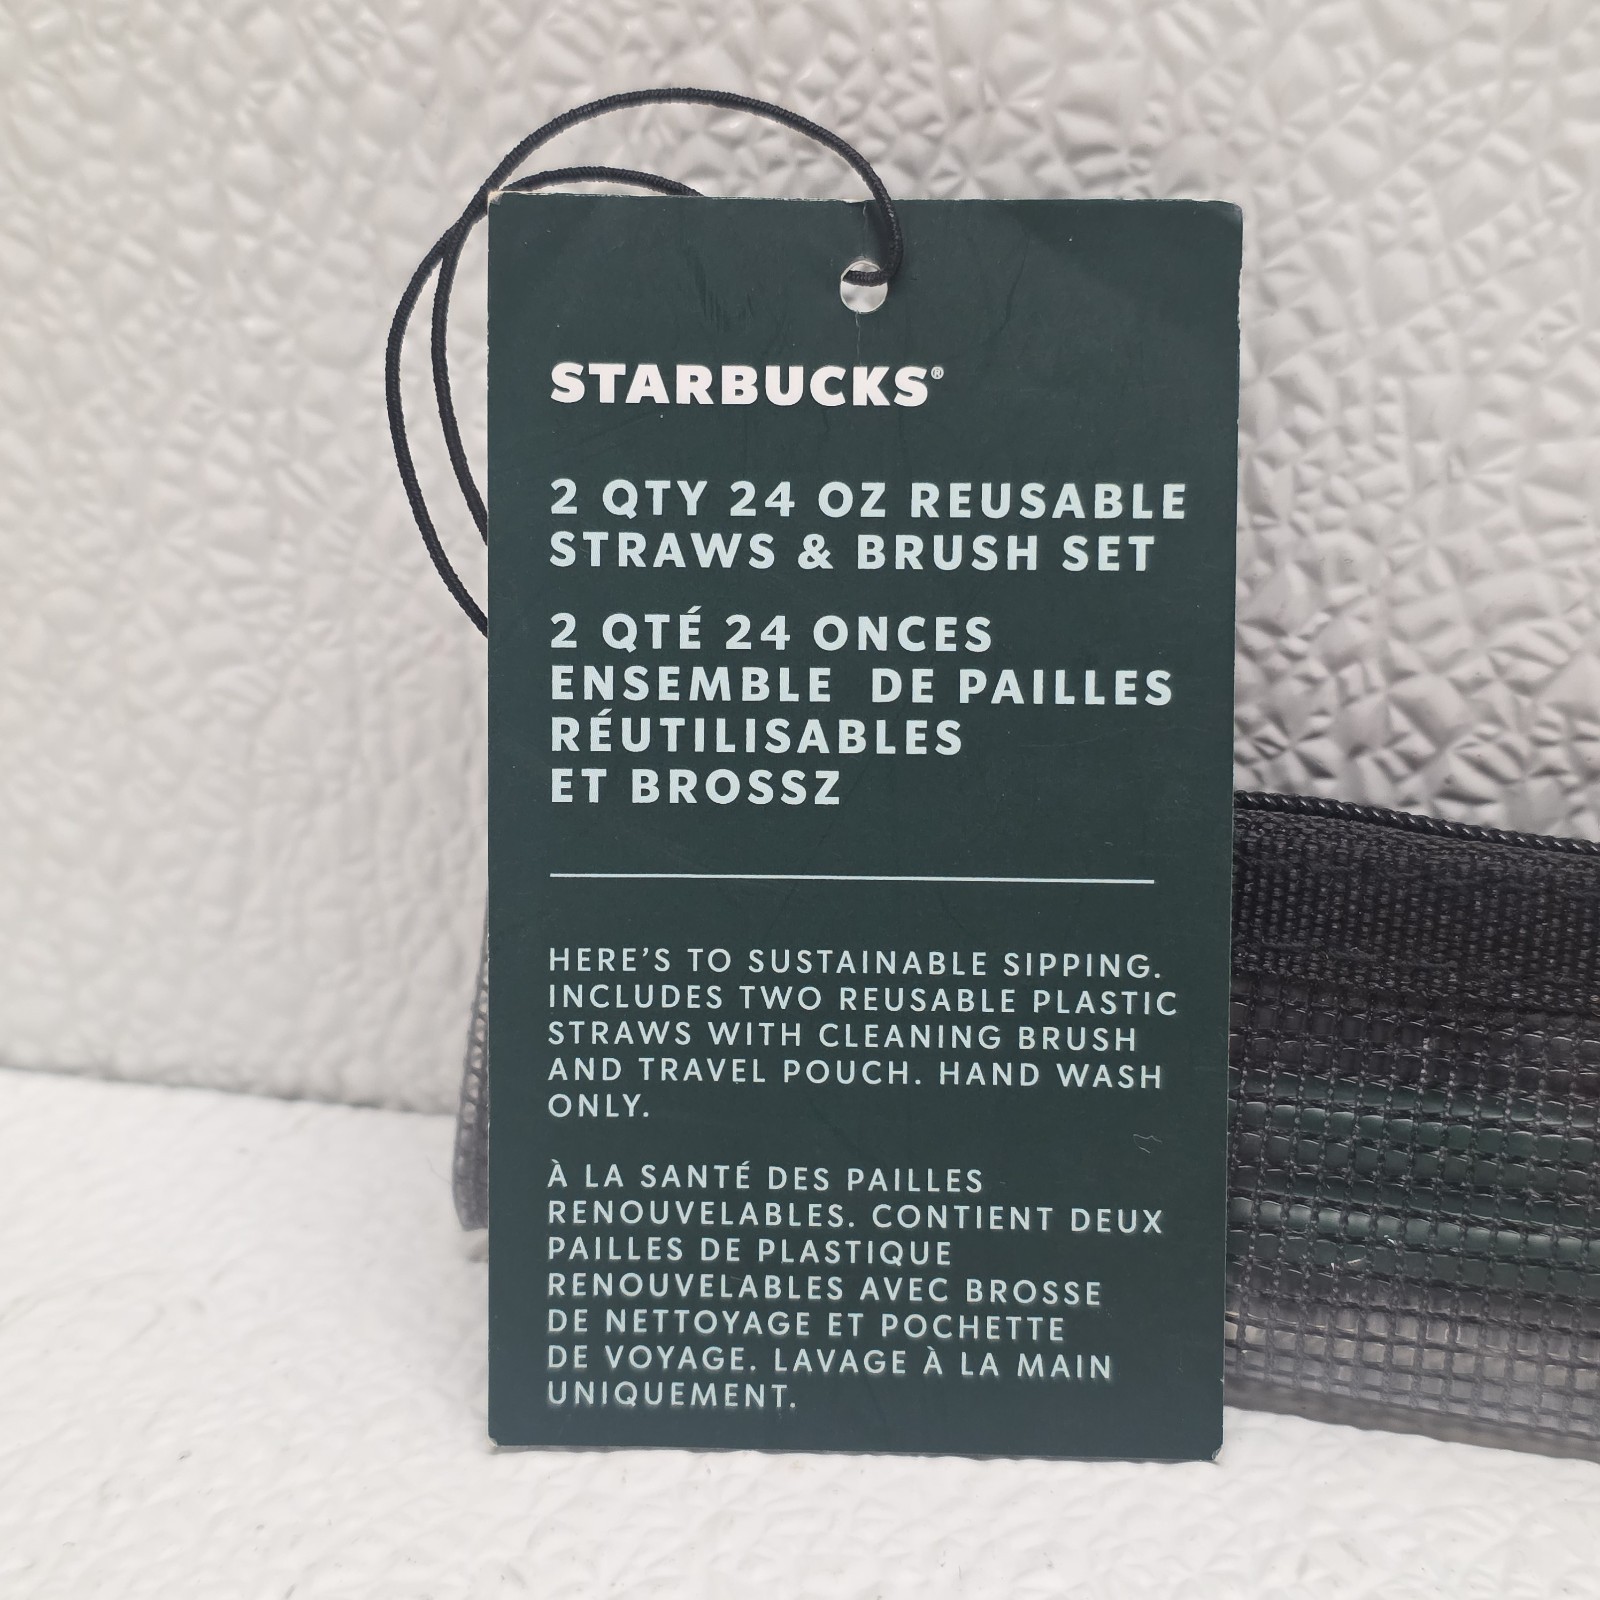 STARBUCKS®
2 QTY 24 OZ REUSABLE
STRAWS & BRUSH SET
2 QTÉ 24 ONCES
ENSEMBLE DE PAILLES
RÉUTILISABLES
ET BROSSZ
HERE'S TO SUSTAINABLE SIPPING.
INCLUDES TWO REUSABLE PLASTIC
STRAWS WITH CLEANING BRUSH
AND TRAVEL POUCH. HAND WASH
ONLY.
À LA SANTÉ DES PAILLES
RENOUVELABLES. CONTIENT DEUX
PAILLES DE PLASTIQUE
RENOUVELABLES AVEC BROSSE
DE NETTOYAGE ET POCHETTE
DE VOYAGE. LAVAGE À LA MAIN
UNIQUEMENT.